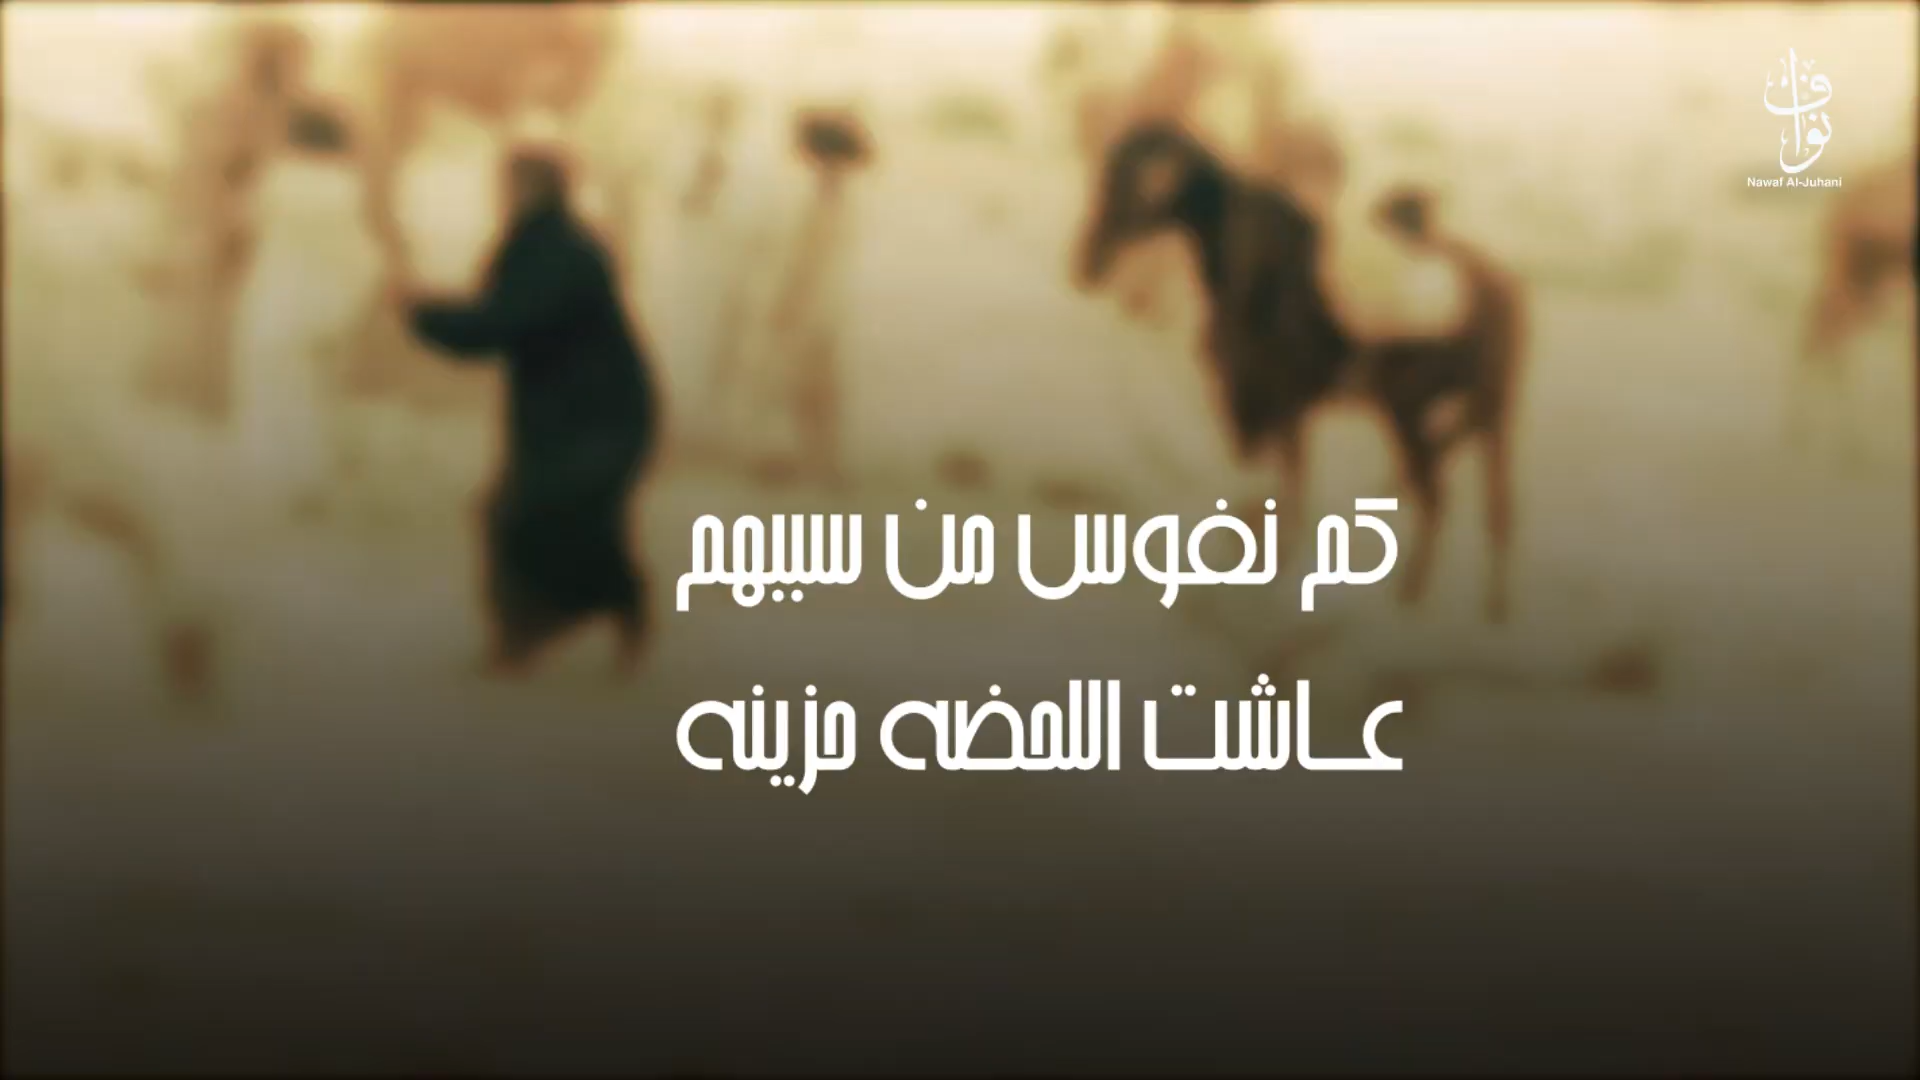 نواف
Nawaf Al-Juhani
كم نفوس من سبيهم
عاشت اللحضه حزينه